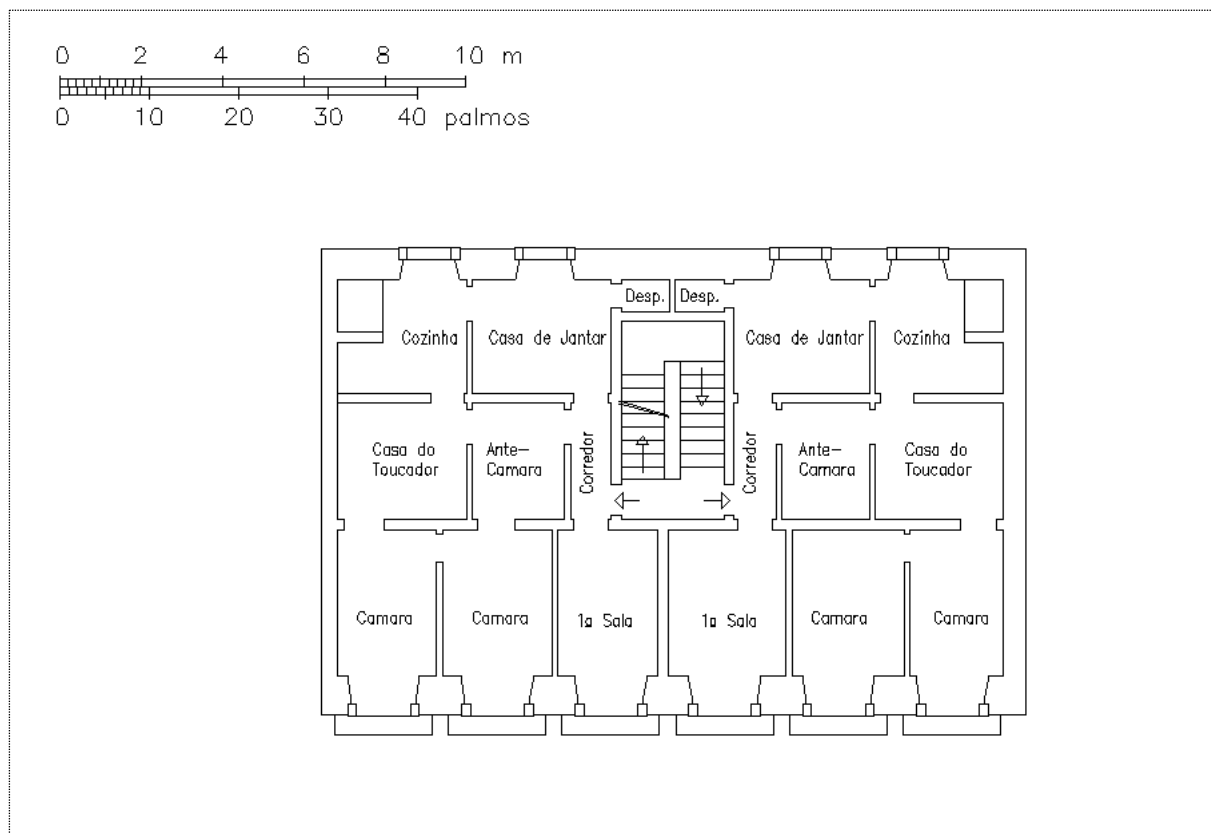 0 2 4 6 8 10 m
0 10 20 30 40 palmos
Desp. Desp.
Cozinha Casa de Jantar Casa de Jantar Cozinha
Casa do
Toucador
Ante-
Camara
Corredor
Corredor
Ante-
Camara
Casa do
Toucador
Camara Camara 1a Sala 1a Sala Camara Camara